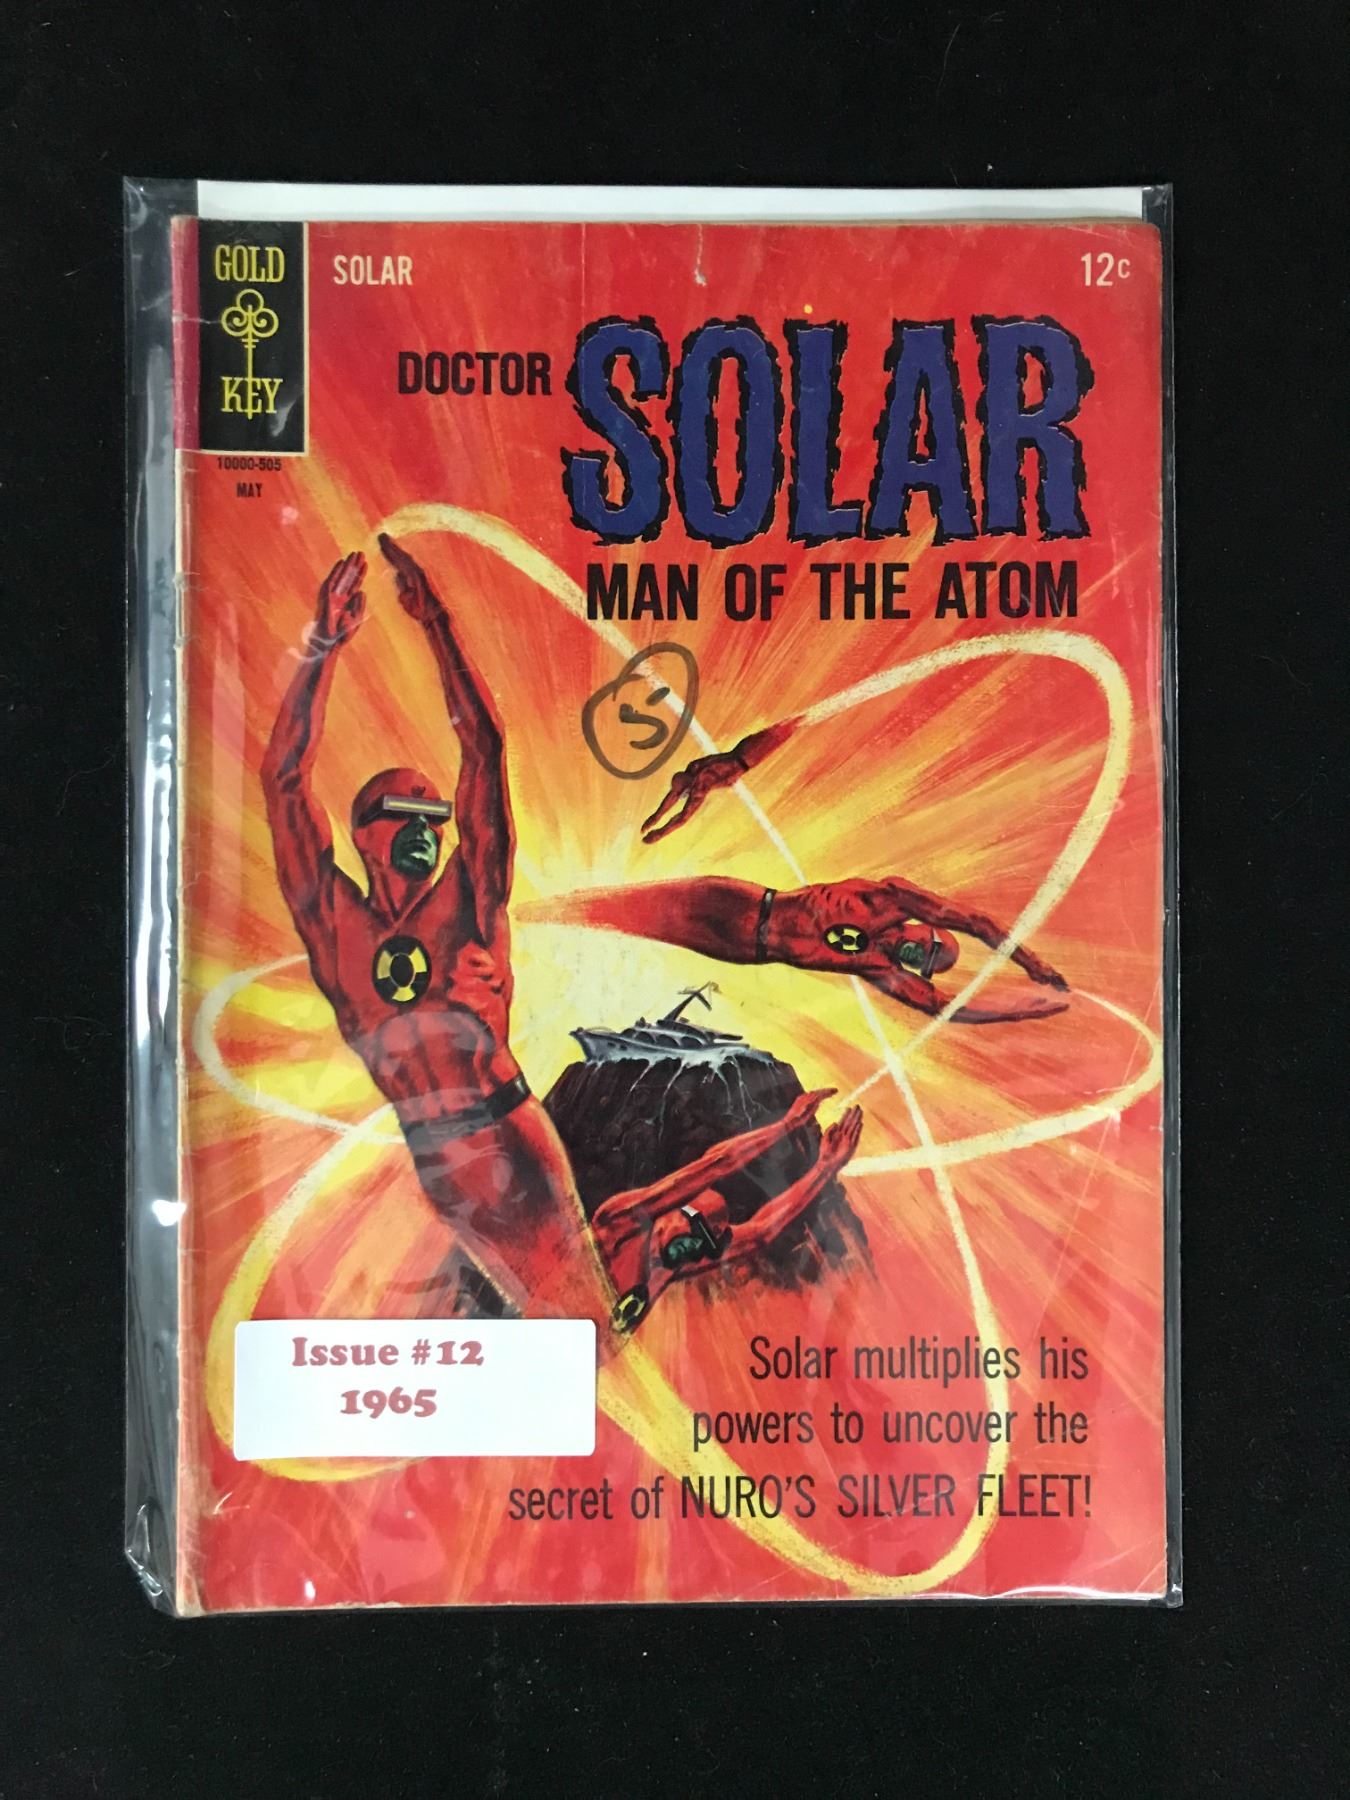 GOLD
KEY
SOLAR
12c
10000-505
MAY
DOCTOR SOLAR
MAN OF THE ATOM
5
Issue #12
1965
Solar multiplies his
powers to uncover the
secret of NURO'S SILVER FLEET!